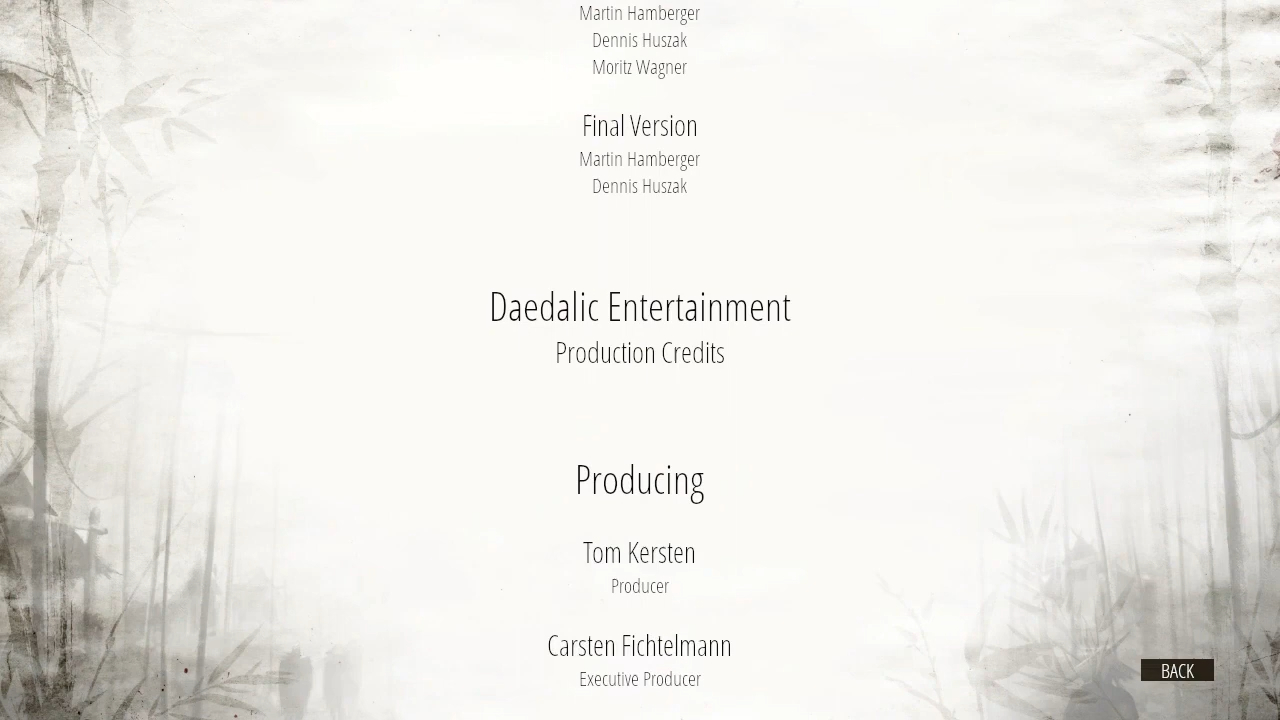 Martin Hamberger
Dennis Huszak
Moritz Wagner
Final Version
Martin Hamberger
Dennis Huszak
Daedalic Entertainment
Production Credits
Producing
Tom Kersten
Producer
Carsten Fichtelmann
Executive Producer
BACK